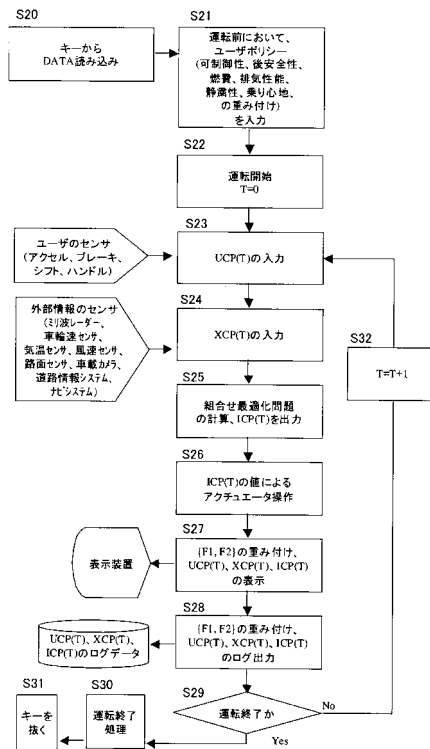 S20
キーから
DATA読み込み
S21
運転前において、
ユーザポリシー
(可制御性、後安全性、
燃費、排気性能、
静粛性、乗り心地、
の重み付け)
を入力
S22
運転開始
T=0
S23
ユーザのセンサ
(アクセル、ブレーキ、
シフト、ハンドル)
UCP(T)の入力
S24
外部情報のセンサ
(ミリ波レーダー、
車輪速センサ、
気温センサ、風速センサ、
路面センサ、車載カメラ、
道路情報システム、
ナビシステム)
XCP(T)の入力
S32
T=T+1
S25
組合せ最適化問題
の計算、ICP(T)を出力
S26
ICP(T)の値による
アクチュエータ操作
S27
表示装置
{F1,F2}の重み付け、
UCP(T)、XCP(T)、ICP(T)
の表示
S28
UCP(T)、XCP(T)、
ICP(T)のログデータ
{F1,F2}の重み付け、
UCP(T)、XCP(T)、ICP(T)
のログ出力
S31
キーを
抜く
S30
運転終了
処理
S29
運転終了か
No
Yes